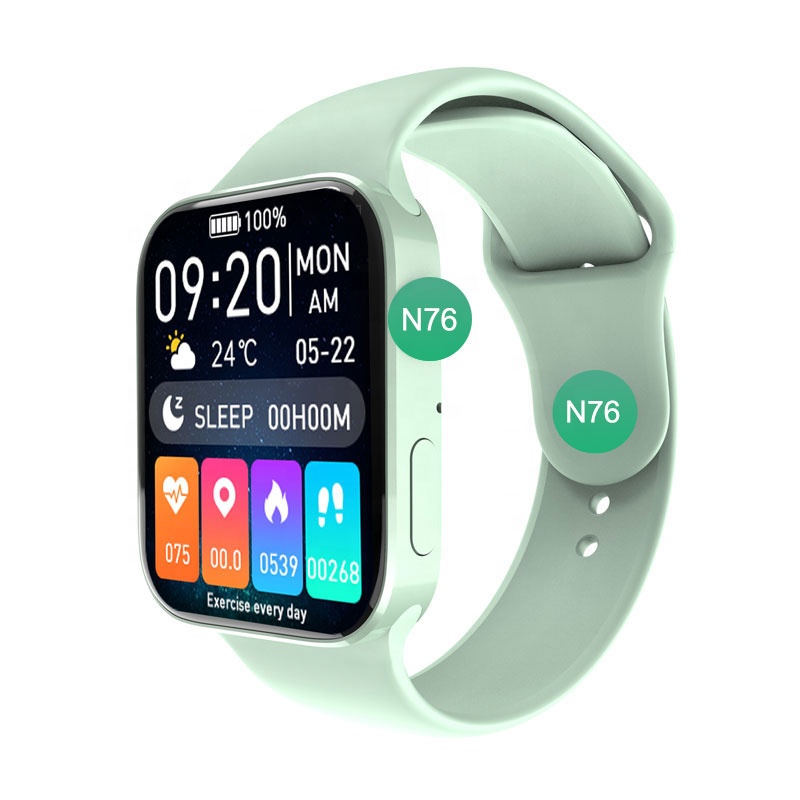 100%
09:20
MON
AM
24℃
05-22
SLEEP 00H00M
075
00.0
0539
00268
Exercise every day
N76
N76
z